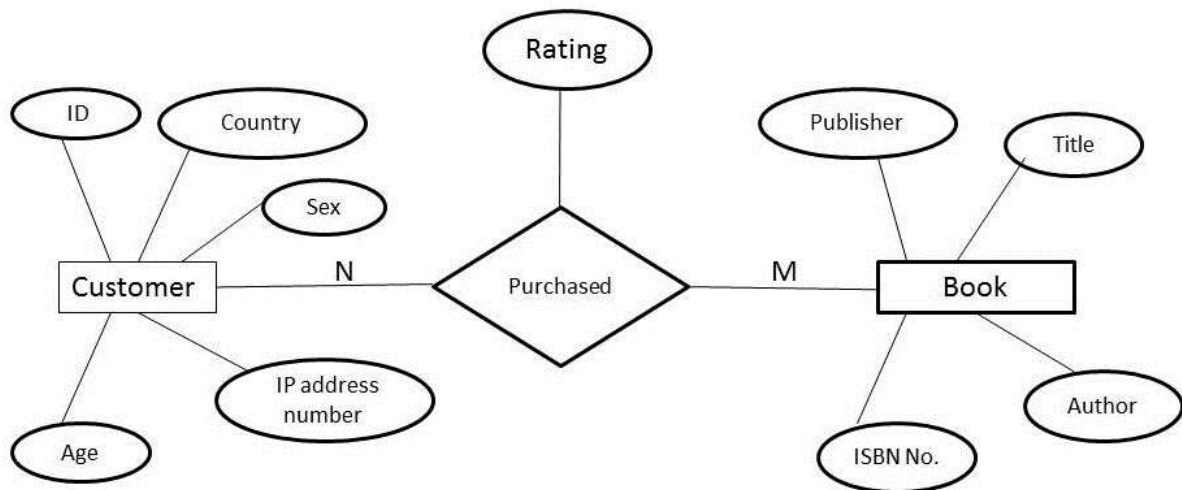 Rating
ID
Country
Publisher
Title
Sex
Customer
N
Purchased
M
Book
IP address
number
Author
Age
ISBN No.